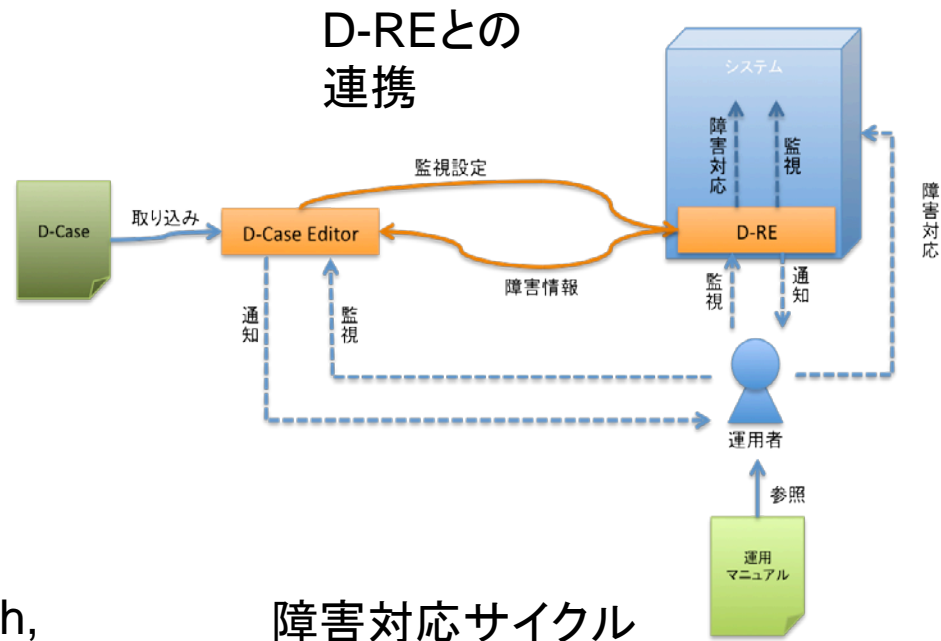 D-REとの
連携
システム
障害対応
監視
監視設定
障害対応
D-Case
取り込み
D-Case Editor
D-RE
障害情報
通知
監視
監視
通知
運用者
参照
運用
マニュアル
h,
障害対応サイクル